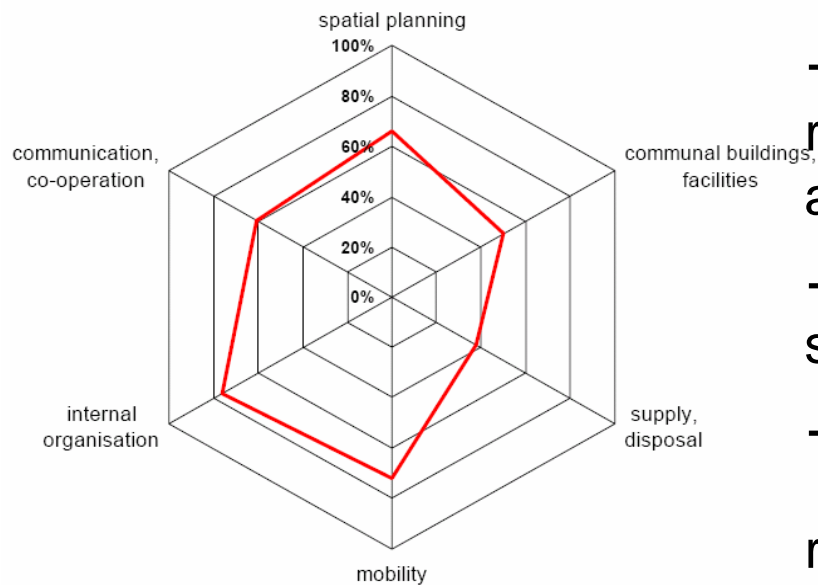 spatial planning
100%
80%
60%
40%
20%
0%
communal buildings,
facilities
supply,
disposal
mobility
internal
organisation
communication,
co-operation